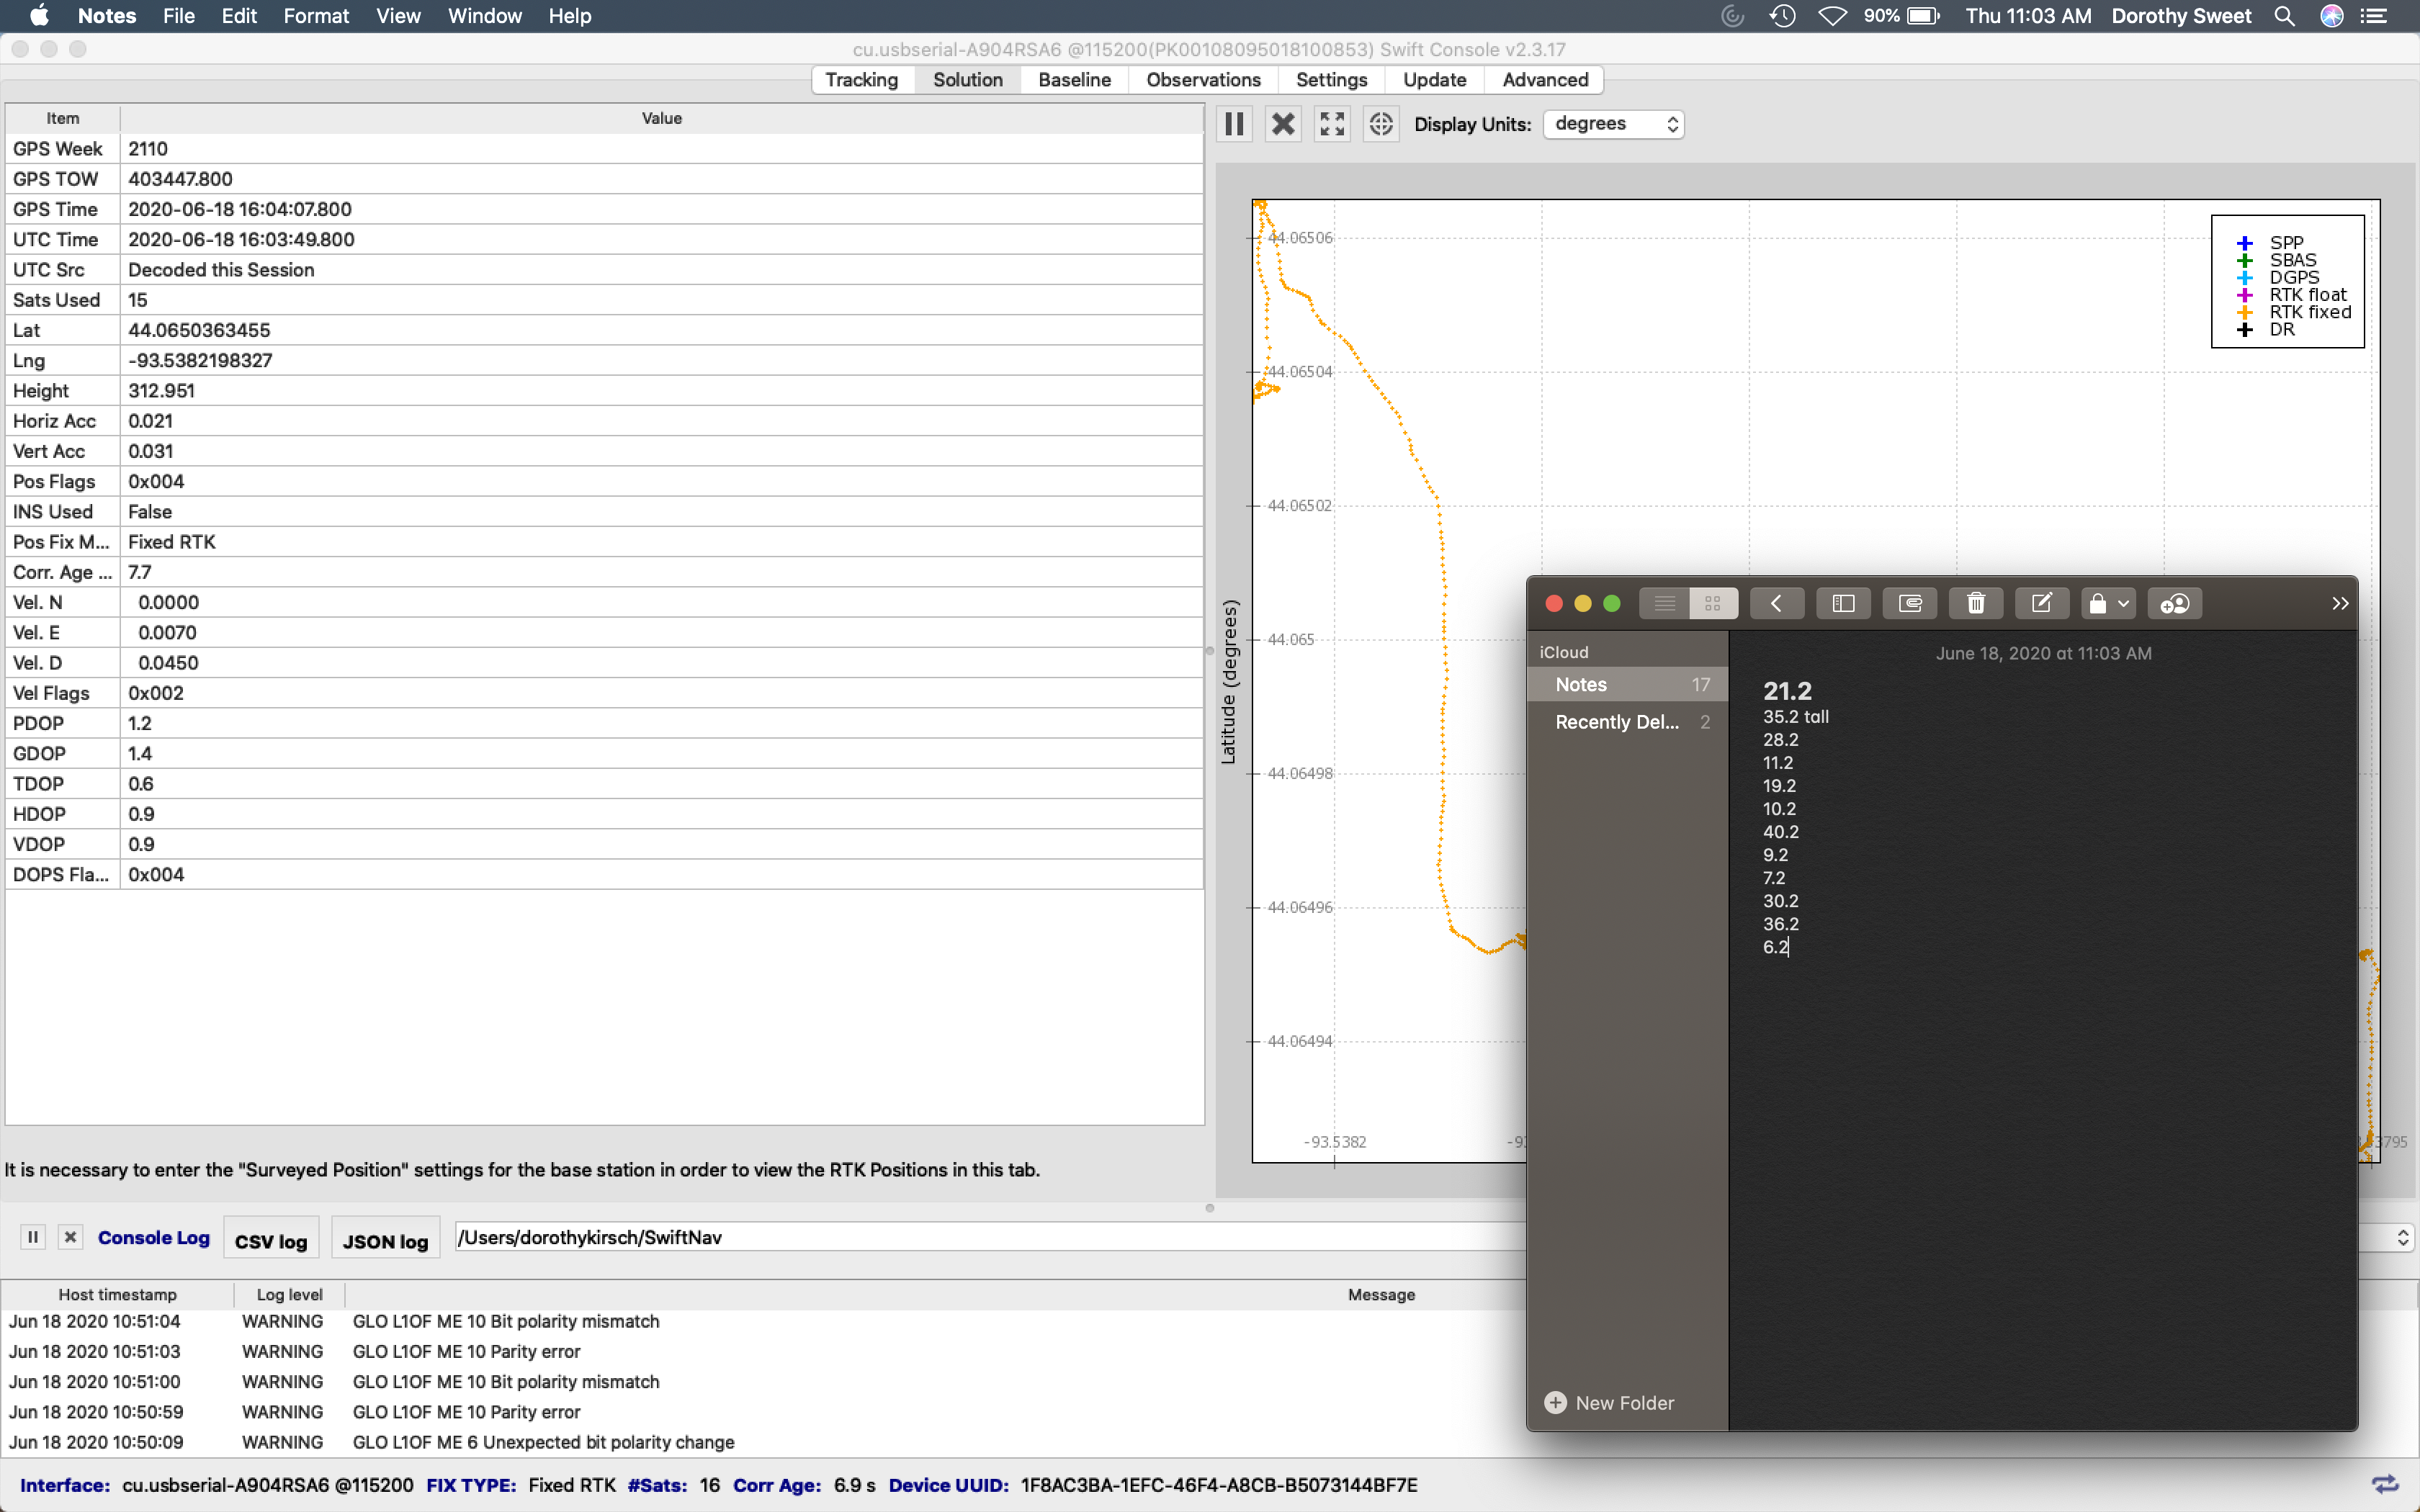 Notes File Edit Format View Window Help 90% Thu 11:03 AM Dorothy Sweet
cu.usbserial-A904RSA6 @115200(PK00108095018100853) Swift Console v2.3.17
Tracking Solution Baseline Observations Settings Update Advanced
Item Value
GPS Week 2110
GPS TOW 403447.800
GPS Time 2020-06-18 16:04:07.800
UTC Time 2020-06-18 16:03:49.800
UTC Src Decoded this Session
Sats Used 15
Lat 44.0650363455
Lng -93.5382198327
Height 312.951
Horiz Acc 0.021
Vert Acc 0.031
Pos Flags 0x004
INS Used False
Pos Fix M... Fixed RTK
Corr. Age ... 7.7
Vel. N 0.0000
Vel. E 0.0070
Vel. D 0.0450
Vel Flags 0x002
PDOP 1.2
GDOP 1.4
TDOP 0.6
HDOP 0.9
VDOP 0.9
DOPS Fla... 0x004
It is necessary to enter the "Surveyed Position" settings for the base station in order to view the RTK Positions in this tab.
Display Units: degrees
Latitude (degrees)
44.06506
44.06504
44.06502
44.065
44.06498
44.06496
44.06494
-93.5382
SPP
SBAS
DGPS
RTK float
RTK fixed
DR
iCloud
Notes 17
Recently Del... 2
New Folder
June 18, 2020 at 11:03 AM
21.2
35.2 tall
28.2
11.2
19.2
10.2
40.2
9.2
7.2
30.2
36.2
6.2
Console Log CSV log JSON log /Users/dorothykirsch/SwiftNav
Host timestamp Log level Message
Jun 18 2020 10:51:04 WARNING GLO L1OF ME 10 Bit polarity mismatch
Jun 18 2020 10:51:03 WARNING GLO L1OF ME 10 Parity error
Jun 18 2020 10:51:00 WARNING GLO L1OF ME 10 Bit polarity mismatch
Jun 18 2020 10:50:59 WARNING GLO L1OF ME 10 Parity error
Jun 18 2020 10:50:09 WARNING GLO L1OF ME 6 Unexpected bit polarity change
Interface: cu.usbserial-A904RSA6 @115200 FIX TYPE: Fixed RTK #Sats: 16 Corr Age: 6.9 s Device UUID: 1F8AC3BA-1EFC-46F4-A8CB-B5073144BF7E